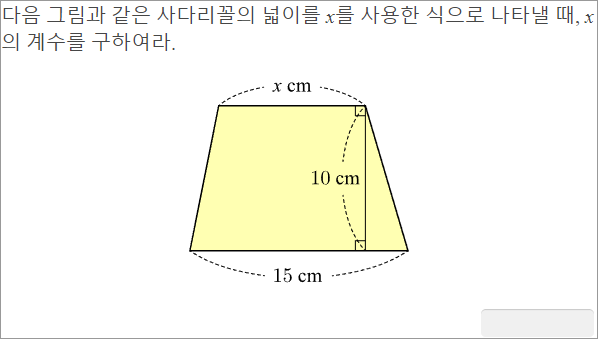 다음 그림과 같은 사다리꼴의 넓이를 x를 사용한 식으로 나타낼 때, x
의 계수를 구하여라.
x cm
10 cm
15 cm